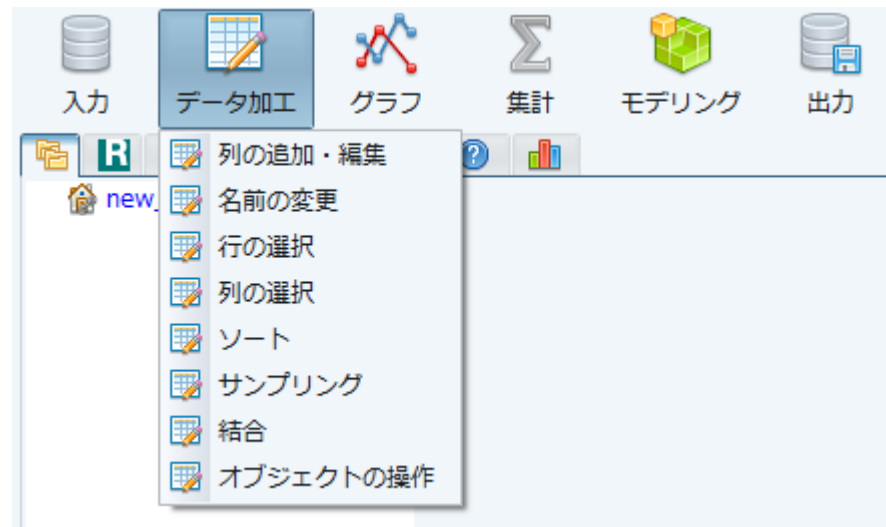 入力
データ加工
グラフ
集計
モデリング
出力
R
?
new_
列の追加・編集
名前の変更
行の選択
列の選択
ソート
サンプリング
結合
オブジェクトの操作